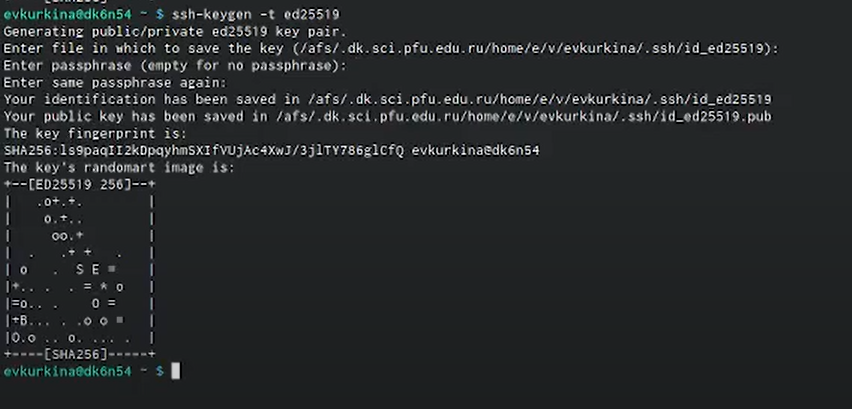 evkurkina@dk6n54 ~ $ ssh-keygen -t ed25519
Generating public/private ed25519 key pair.
Enter file in which to save the key (/afs/.dk.sci.pfu.edu.ru/home/e/v/evkurkina/.ssh/id_ed25519):
Enter passphrase (empty for no passphrase):
Enter same passphrase again:
Your identification has been saved in /afs/.dk.sci.pfu.edu.ru/home/e/v/evkurkina/.ssh/id_ed25519
Your public key has been saved in /afs/.dk.sci.pfu.edu.ru/home/e/v/evkurkina/.ssh/id_ed25519.pub
The key fingerprint is:
SHA256:ls9paqII2kDpqyhmSXIfVUjAc4XwJ/3jlTY786glCfQ evkurkina@dk6n54
The key's randomart image is:
+--[ED25519 256]--+
|   .o+.+.        |
|    o.+..        |
|     oo.+        |
|  .   .+ +   .   |
| o   .  S E =    |
|+. .  . = * o    |
|=o.. .    O =    |
|+B... . .o o =   |
|O.o .. o. ... .  |
+----[SHA256]-----+
evkurkina@dk6n54 ~ $